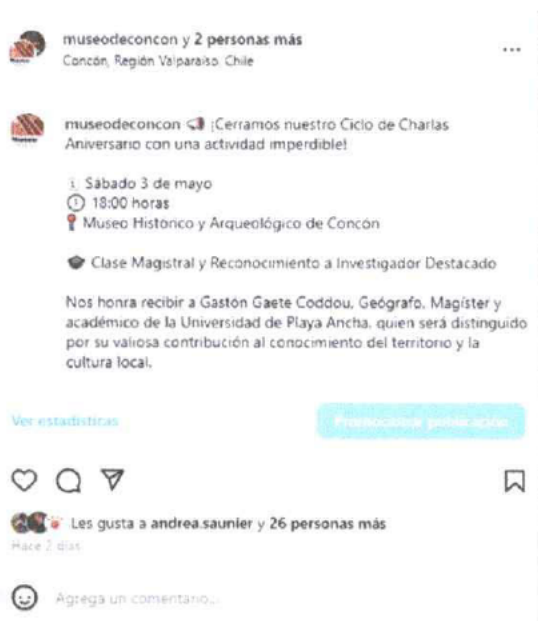 museodeconcon y 2 personas más
Concón, Región Valparaíso, Chile
museodeconcon 📣 ¡Cerramos nuestro Ciclo de Charlas
Aniversario con una actividad imperdible!
Sábado 3 de mayo
18:00 horas
📍 Museo Histórico y Arqueológico de Concón
🎓 Clase Magistral y Reconocimiento a Investigador Destacado
Nos honra recibir a Gastón Gaete Coddou, Geógrafo, Magíster y
académico de la Universidad de Playa Ancha, quien será distinguido
por su valiosa contribución al conocimiento del territorio y la
cultura local.
Ver estadísticas
Promocionar publicación
Les gusta a andrea.saunier y 26 personas más
Hace 2 días
Agrega un comentario...